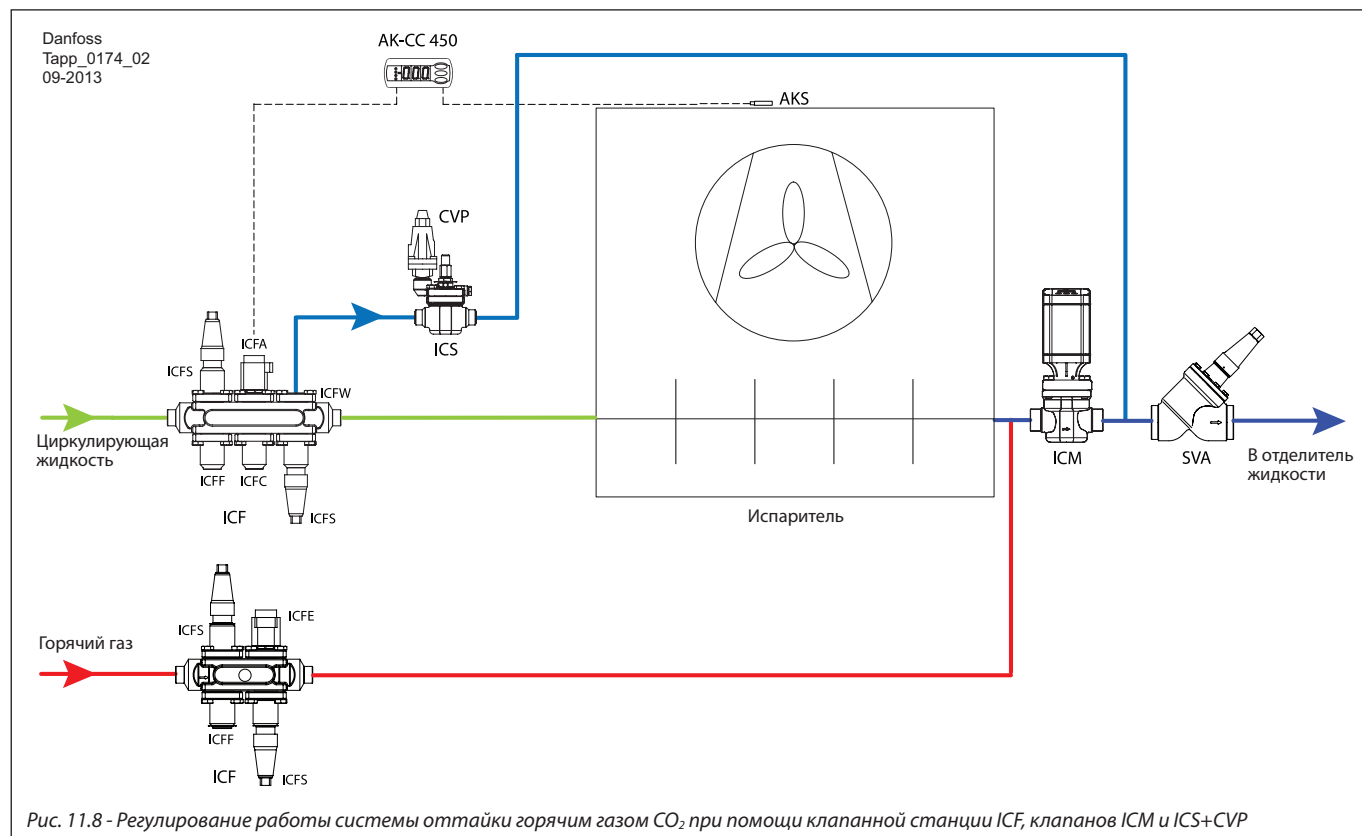 Danfoss
Tapp_0174_02
09-2013
AK-CC 450
AKS
CVP
ICS
ICFS
ICFA
ICFW
Циркулирующая
жидкость
ICFF
ICFC
ICFS
ICF
Испаритель
ICM
SVA
В отделитель
жидкости
Горячий газ
ICFS
ICFE
ICFF
ICFS
ICF
Рис. 11.8 - Регулирование работы системы оттайки горячим газом CO₂ при помощи клапанной станции ICF, клапанов ICM и ICS+CVP